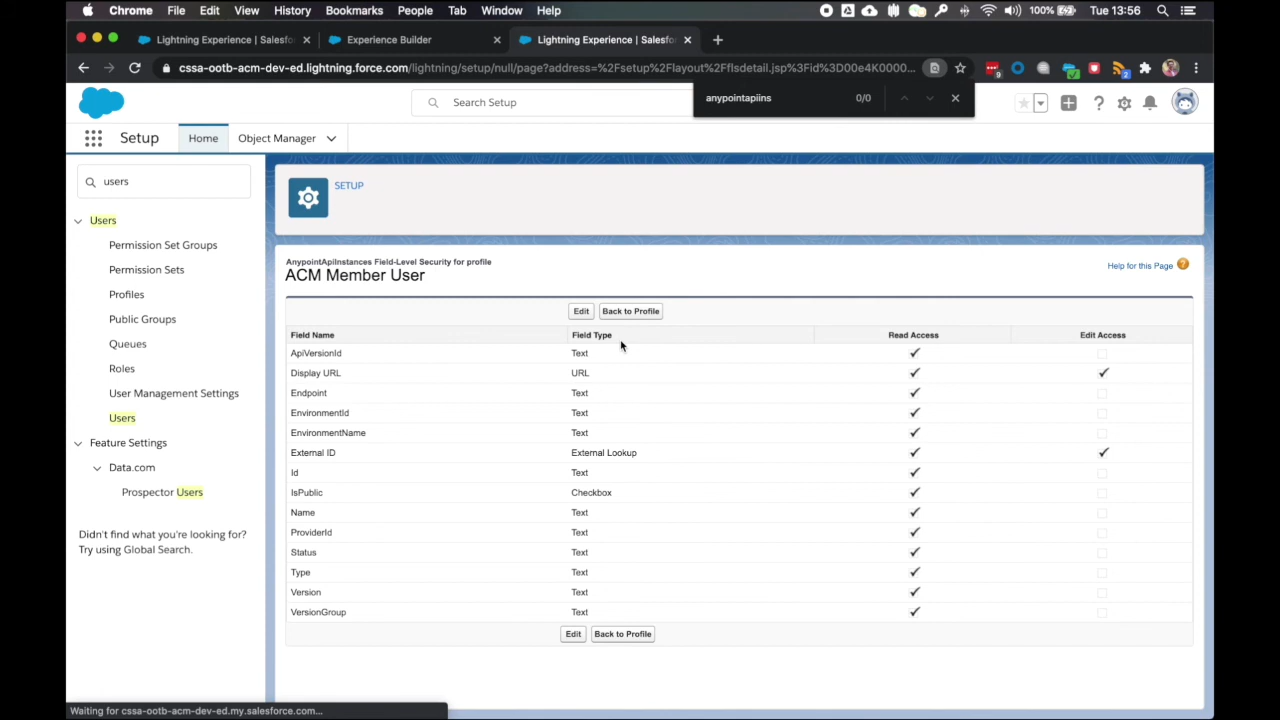 Chrome File Edit View History Bookmarks People Tab Window Help 100% Tue 13:56
Lightning Experience | Salesfo Experience Builder Lightning Experience | Salesfo
cssa-ootb-acm-dev-ed.lightning.force.com/lightning/setup/null/page?address=%2Fsetup%2Flayout%2Fflsdetail.jsp%3Fid%3D00e4K0000... 9 2
anypointapiins 0/0
Search Setup
Setup Home Object Manager
users
Users
Permission Set Groups
Permission Sets
Profiles
Public Groups
Queues
Roles
User Management Settings
Users
Feature Settings
Data.com
Prospector Users
Didn't find what you're looking for?
Try using Global Search.
SETUP
AnypointApiInstances Field-Level Security for profile
ACM Member User
Help for this Page ?
Edit Back to Profile
Field Name Field Type Read Access Edit Access
ApiVersionId Text
Display URL URL
Endpoint Text
EnvironmentId Text
EnvironmentName Text
External ID External Lookup
Id Text
IsPublic Checkbox
Name Text
ProviderId Text
Status Text
Type Text
Version Text
VersionGroup Text
Edit Back to Profile
Waiting for cssa-ootb-acm-dev-ed.my.salesforce.com...